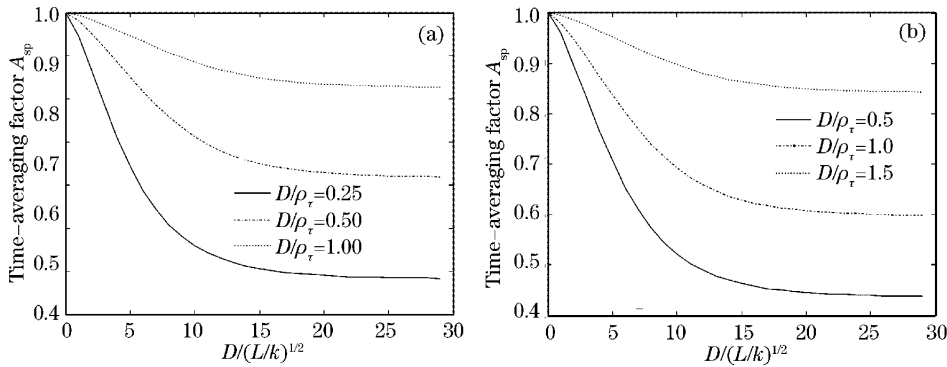 1.0
0.9
0.8
0.7
0.6
0.5
0.4
Time-averaging factor A_sp
(a)
D/ρ_τ=0.25
D/ρ_τ=0.50
D/ρ_τ=1.00
0 5 10 15 20 25 30
D/(L/k)^1/2
1.0
0.9
0.8
0.7
0.6
0.5
0.4
Time-averaging factor A_sp
(b)
D/ρ_τ=0.5
D/ρ_τ=1.0
D/ρ_τ=1.5
0 5 10 15 20 25 30
D/(L/k)^1/2